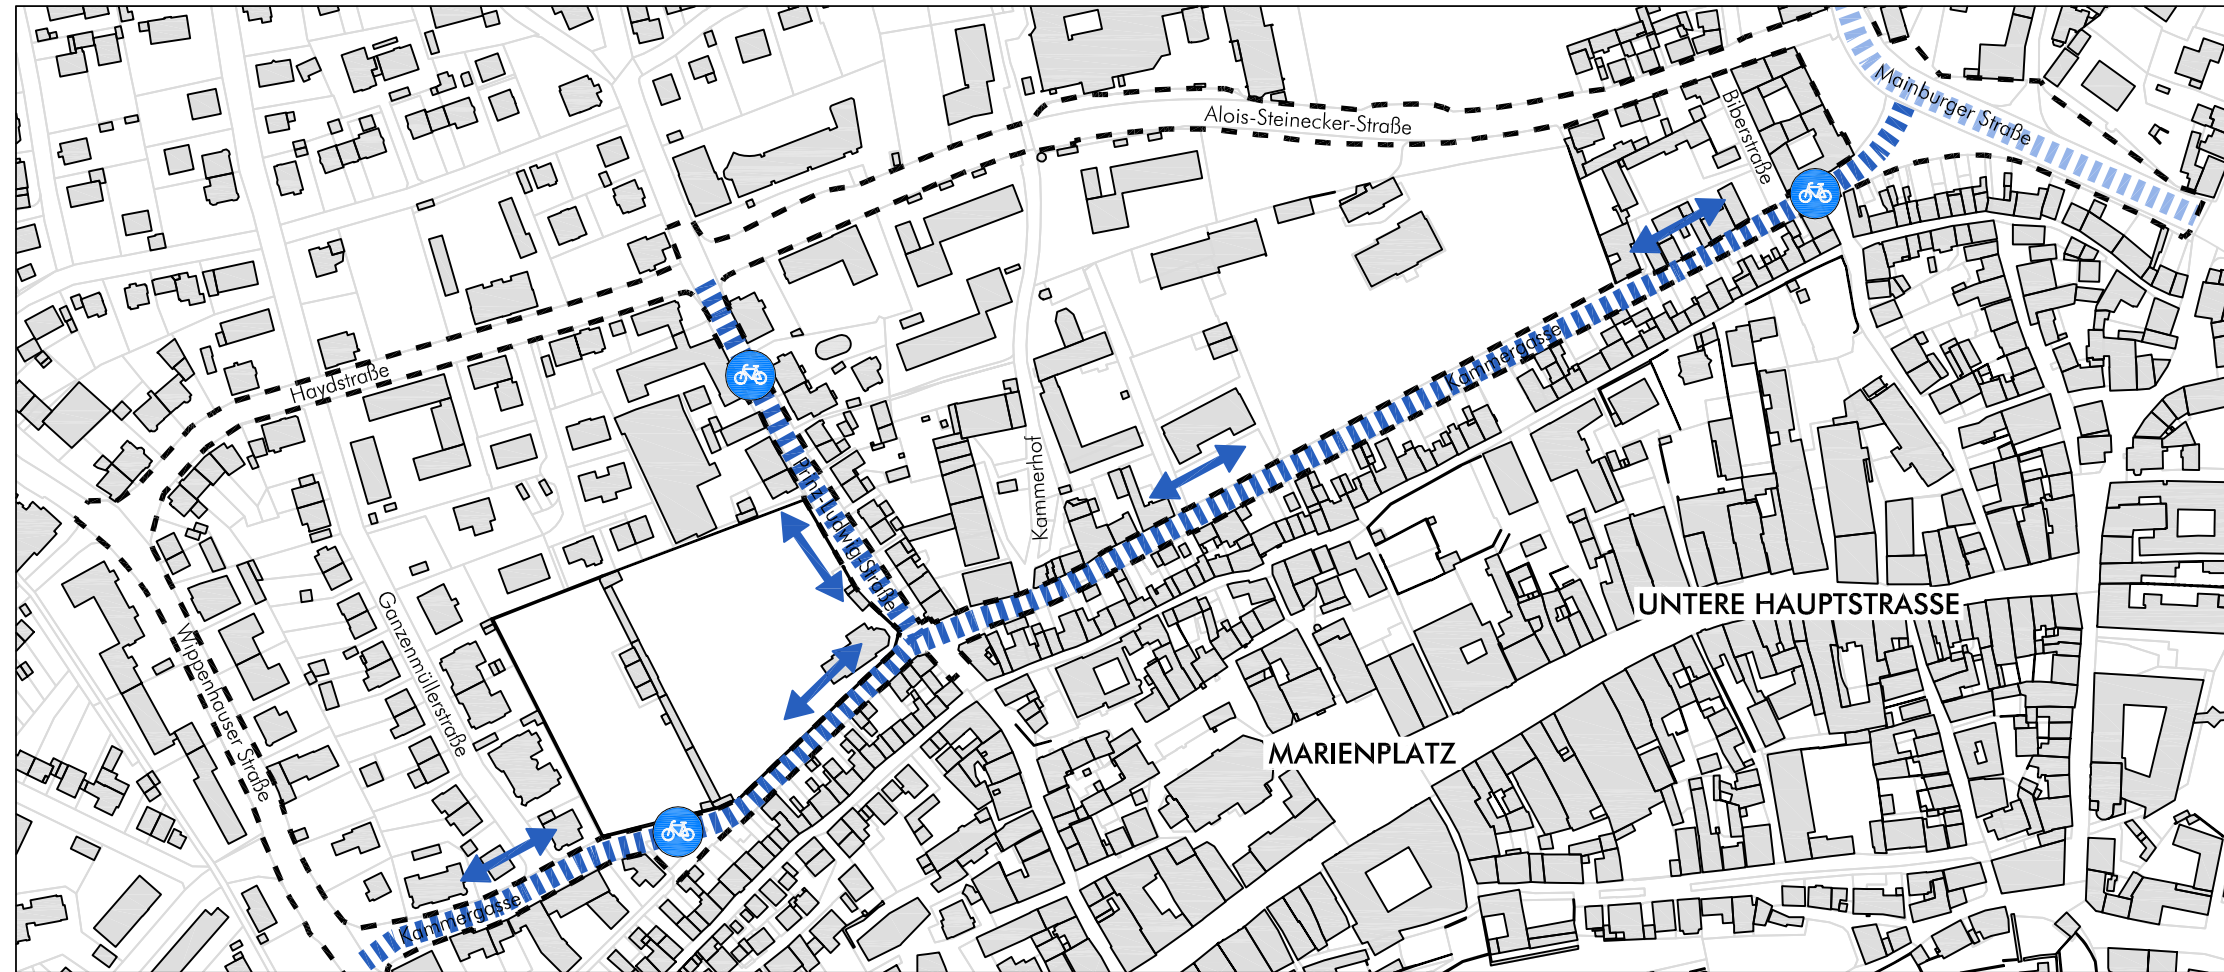 Mainburger Straße
Alois-Steinecker-Straße
Biberstraße
Kammergasse
Haydstraße
Prinz-Ludwig-Straße
Kammerhof
Ganzenmüllerstraße
Wippenhauser Straße
UNTERE HAUPTSTRASSE
MARIENPLATZ
Kammergasse